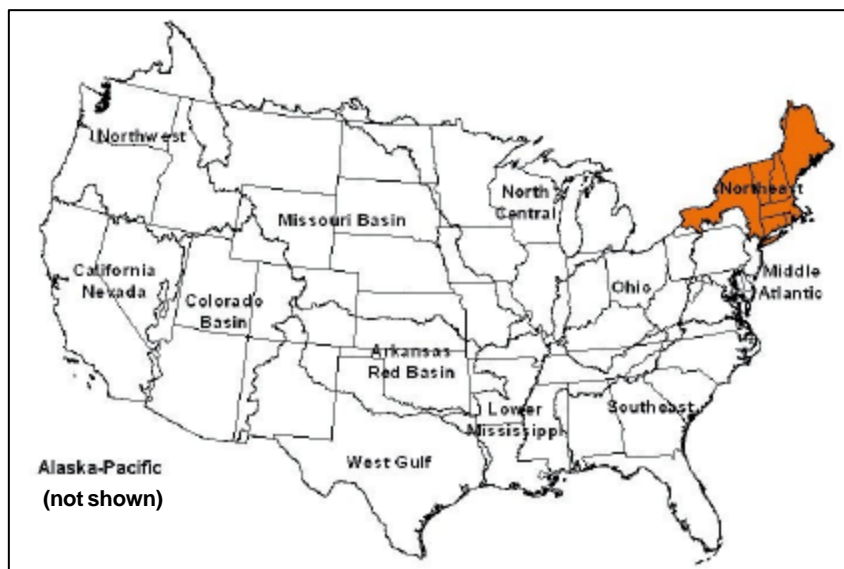 Northwest
Northeast
North
Central
Missouri Basin
California
Nevada
Colorado
Basin
Ohio
Middle
Atlantic
Arkansas
Red Basin
Lower
Mississippi
Southeast
West Gulf
Alaska-Pacific
(not shown)